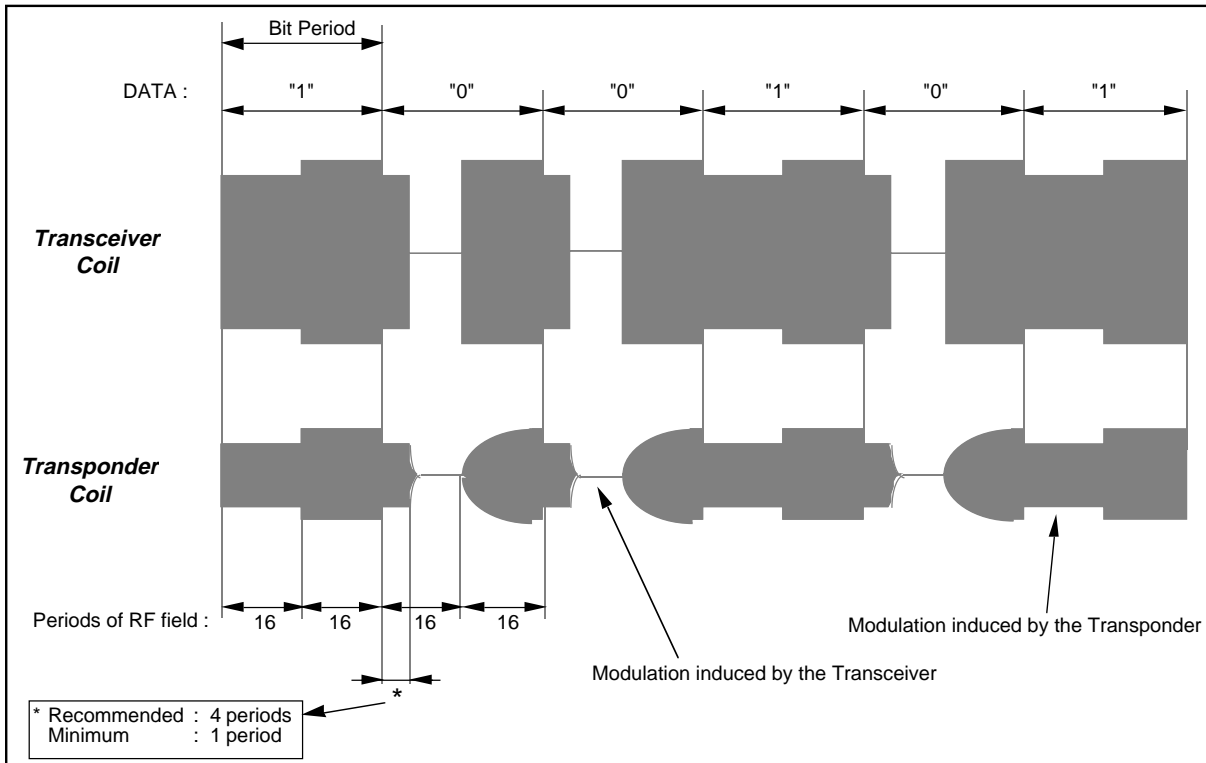 Bit Period
DATA : "1" "0" "0" "1" "0" "1"
Transceiver
Coil
Transponder
Coil
Periods of RF field : 16 16 16 16
Modulation induced by the Transponder
Modulation induced by the Transceiver
*
* Recommended : 4 periods
Minimum : 1 period